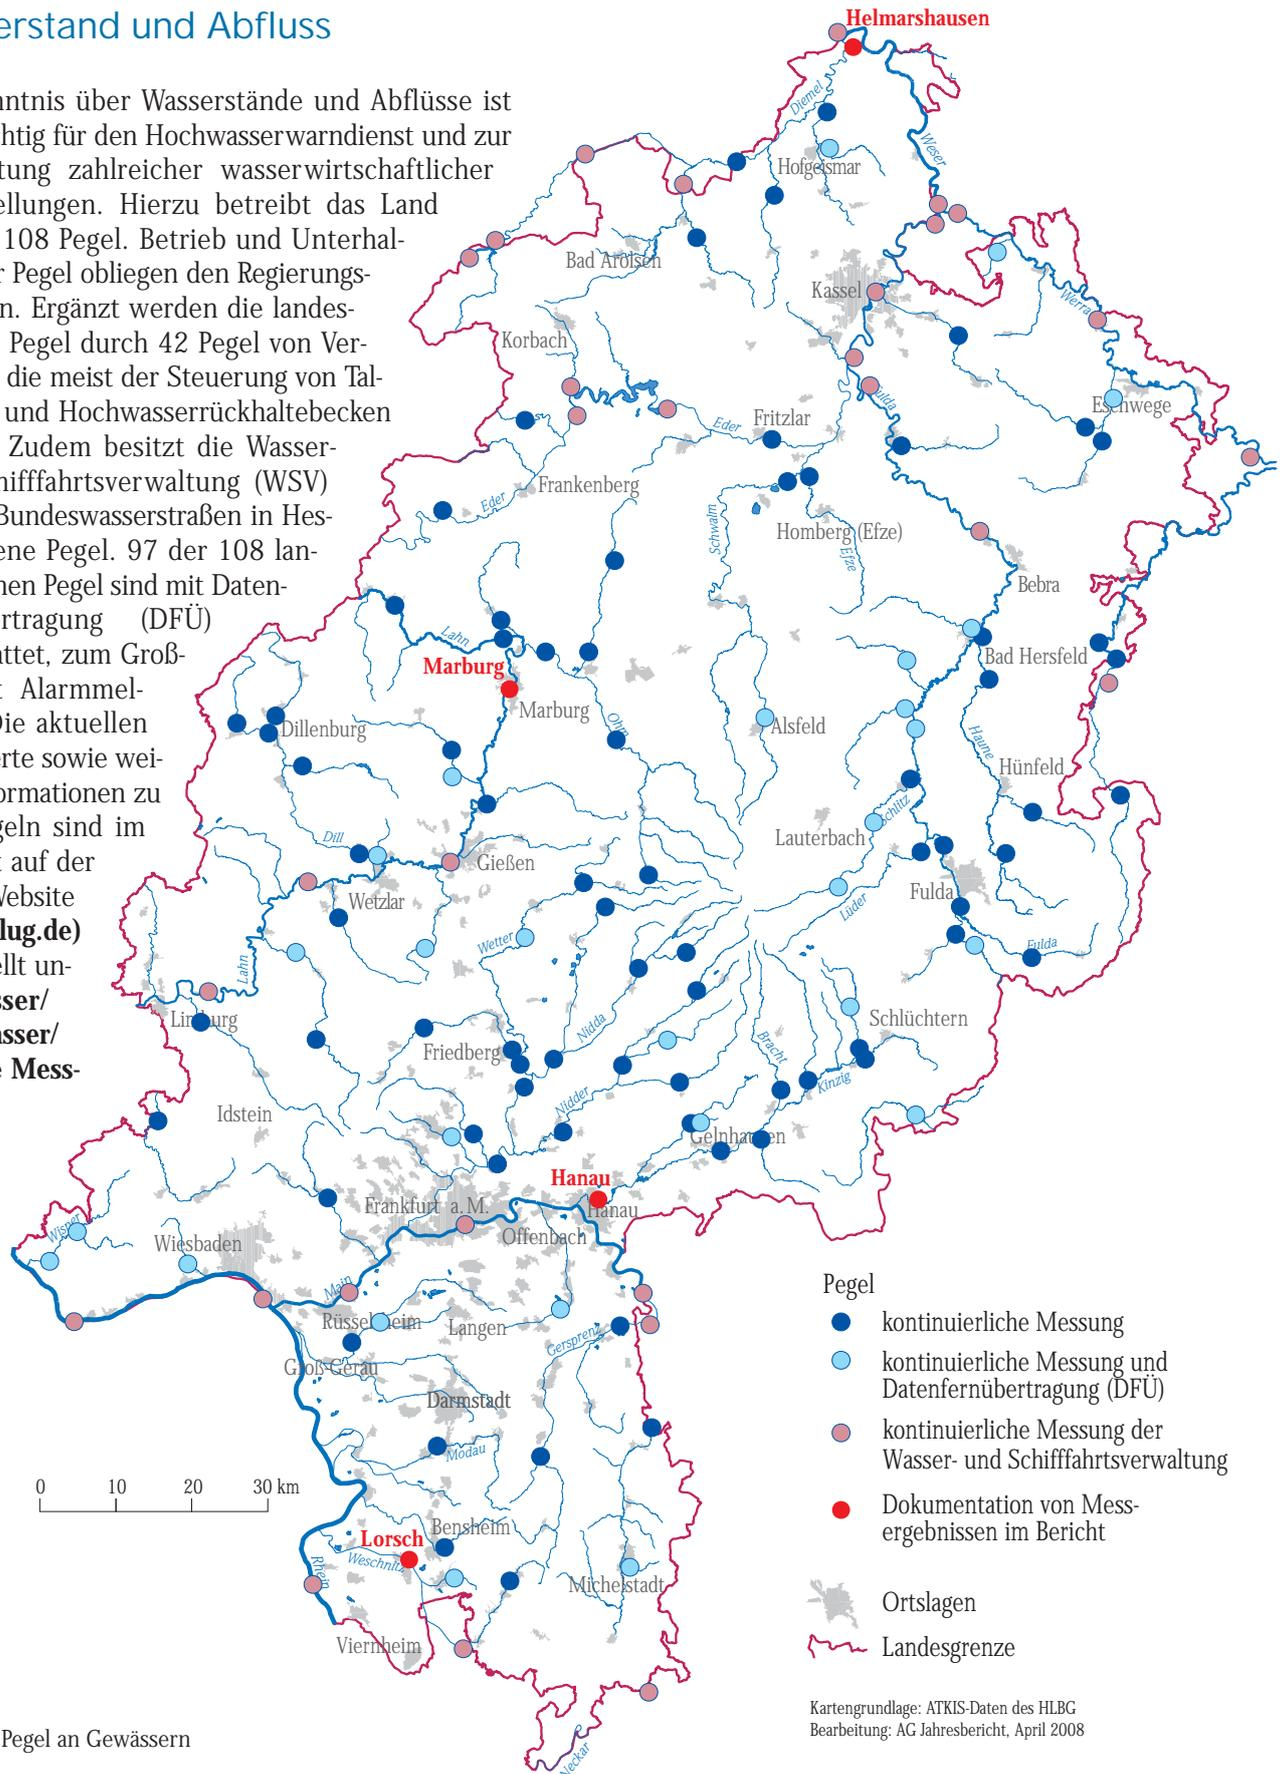 erstand und Abfluss
nntnis über Wasserstände und Abflüsse ist
chtig für den Hochwasserwarndienst und zur
tung zahlreicher wasserwirtschaftlicher
ellungen. Hierzu betreibt das Land
108 Pegel. Betrieb und Unterhal-
r Pegel obliegen den Regierungs-
n. Ergänzt werden die landes-
Pegel durch 42 Pegel von Ver-
die meist der Steuerung von Tal-
und Hochwasserrückhaltebecken
Zudem besitzt die Wasser-
hifffahrtsverwaltung (WSV)
Bundeswasserstraßen in Hes-
ene Pegel. 97 der 108 lan-
nen Pegel sind mit Daten-
rtragung (DFÜ)
attet, zum Groß-
t Alarmmel-
Die aktuellen
erte sowie wei-
ormationen zu
geln sind im
t auf der
Website
lug.de)
ellt un-
sser/
asser/
e Mess-
Helmarshausen
Diemel
Weser
Hofgeismar
Bad Arolsen
Kassel
Werra
Korbach
Eschwege
Fulda
Eder
Fritzlar
Frankenberg
Eder
Schwalm
Homberg (Efze)
Efze
Bebra
Lahn
Marburg
Bad Hersfeld
Marburg
Ohm
Alsfeld
Dillenburg
Haune
Hünfeld
Schlitz
Lauterbach
Dill
Gießen
Wetzlar
Fulda
Lüder
Wetter
Fulda
Lahn
Limburg
Nidda
Schlüchtern
Friedberg
Bracht
Kinzig
Nidder
Idstein
Gelnhausen
Hanau
Frankfurt a. M.
Hanau
Offenbach
Wisper
Wiesbaden
Main
Rüsselsheim
Langen
Gersprenz
Groß-Gerau
Darmstadt
Modau
Bensheim
Lorsch
Weschnitz
Rhein
Michelstadt
Viernheim
Neckar
0 10 20 30 km
Pegel
kontinuierliche Messung
kontinuierliche Messung und
Datenfernübertragung (DFÜ)
kontinuierliche Messung der
Wasser- und Schifffahrtsverwaltung
Dokumentation von Mess-
ergebnissen im Bericht
Ortslagen
Landesgrenze
Kartengrundlage: ATKIS-Daten des HLBG
Bearbeitung: AG Jahresbericht, April 2008
Pegel an Gewässern